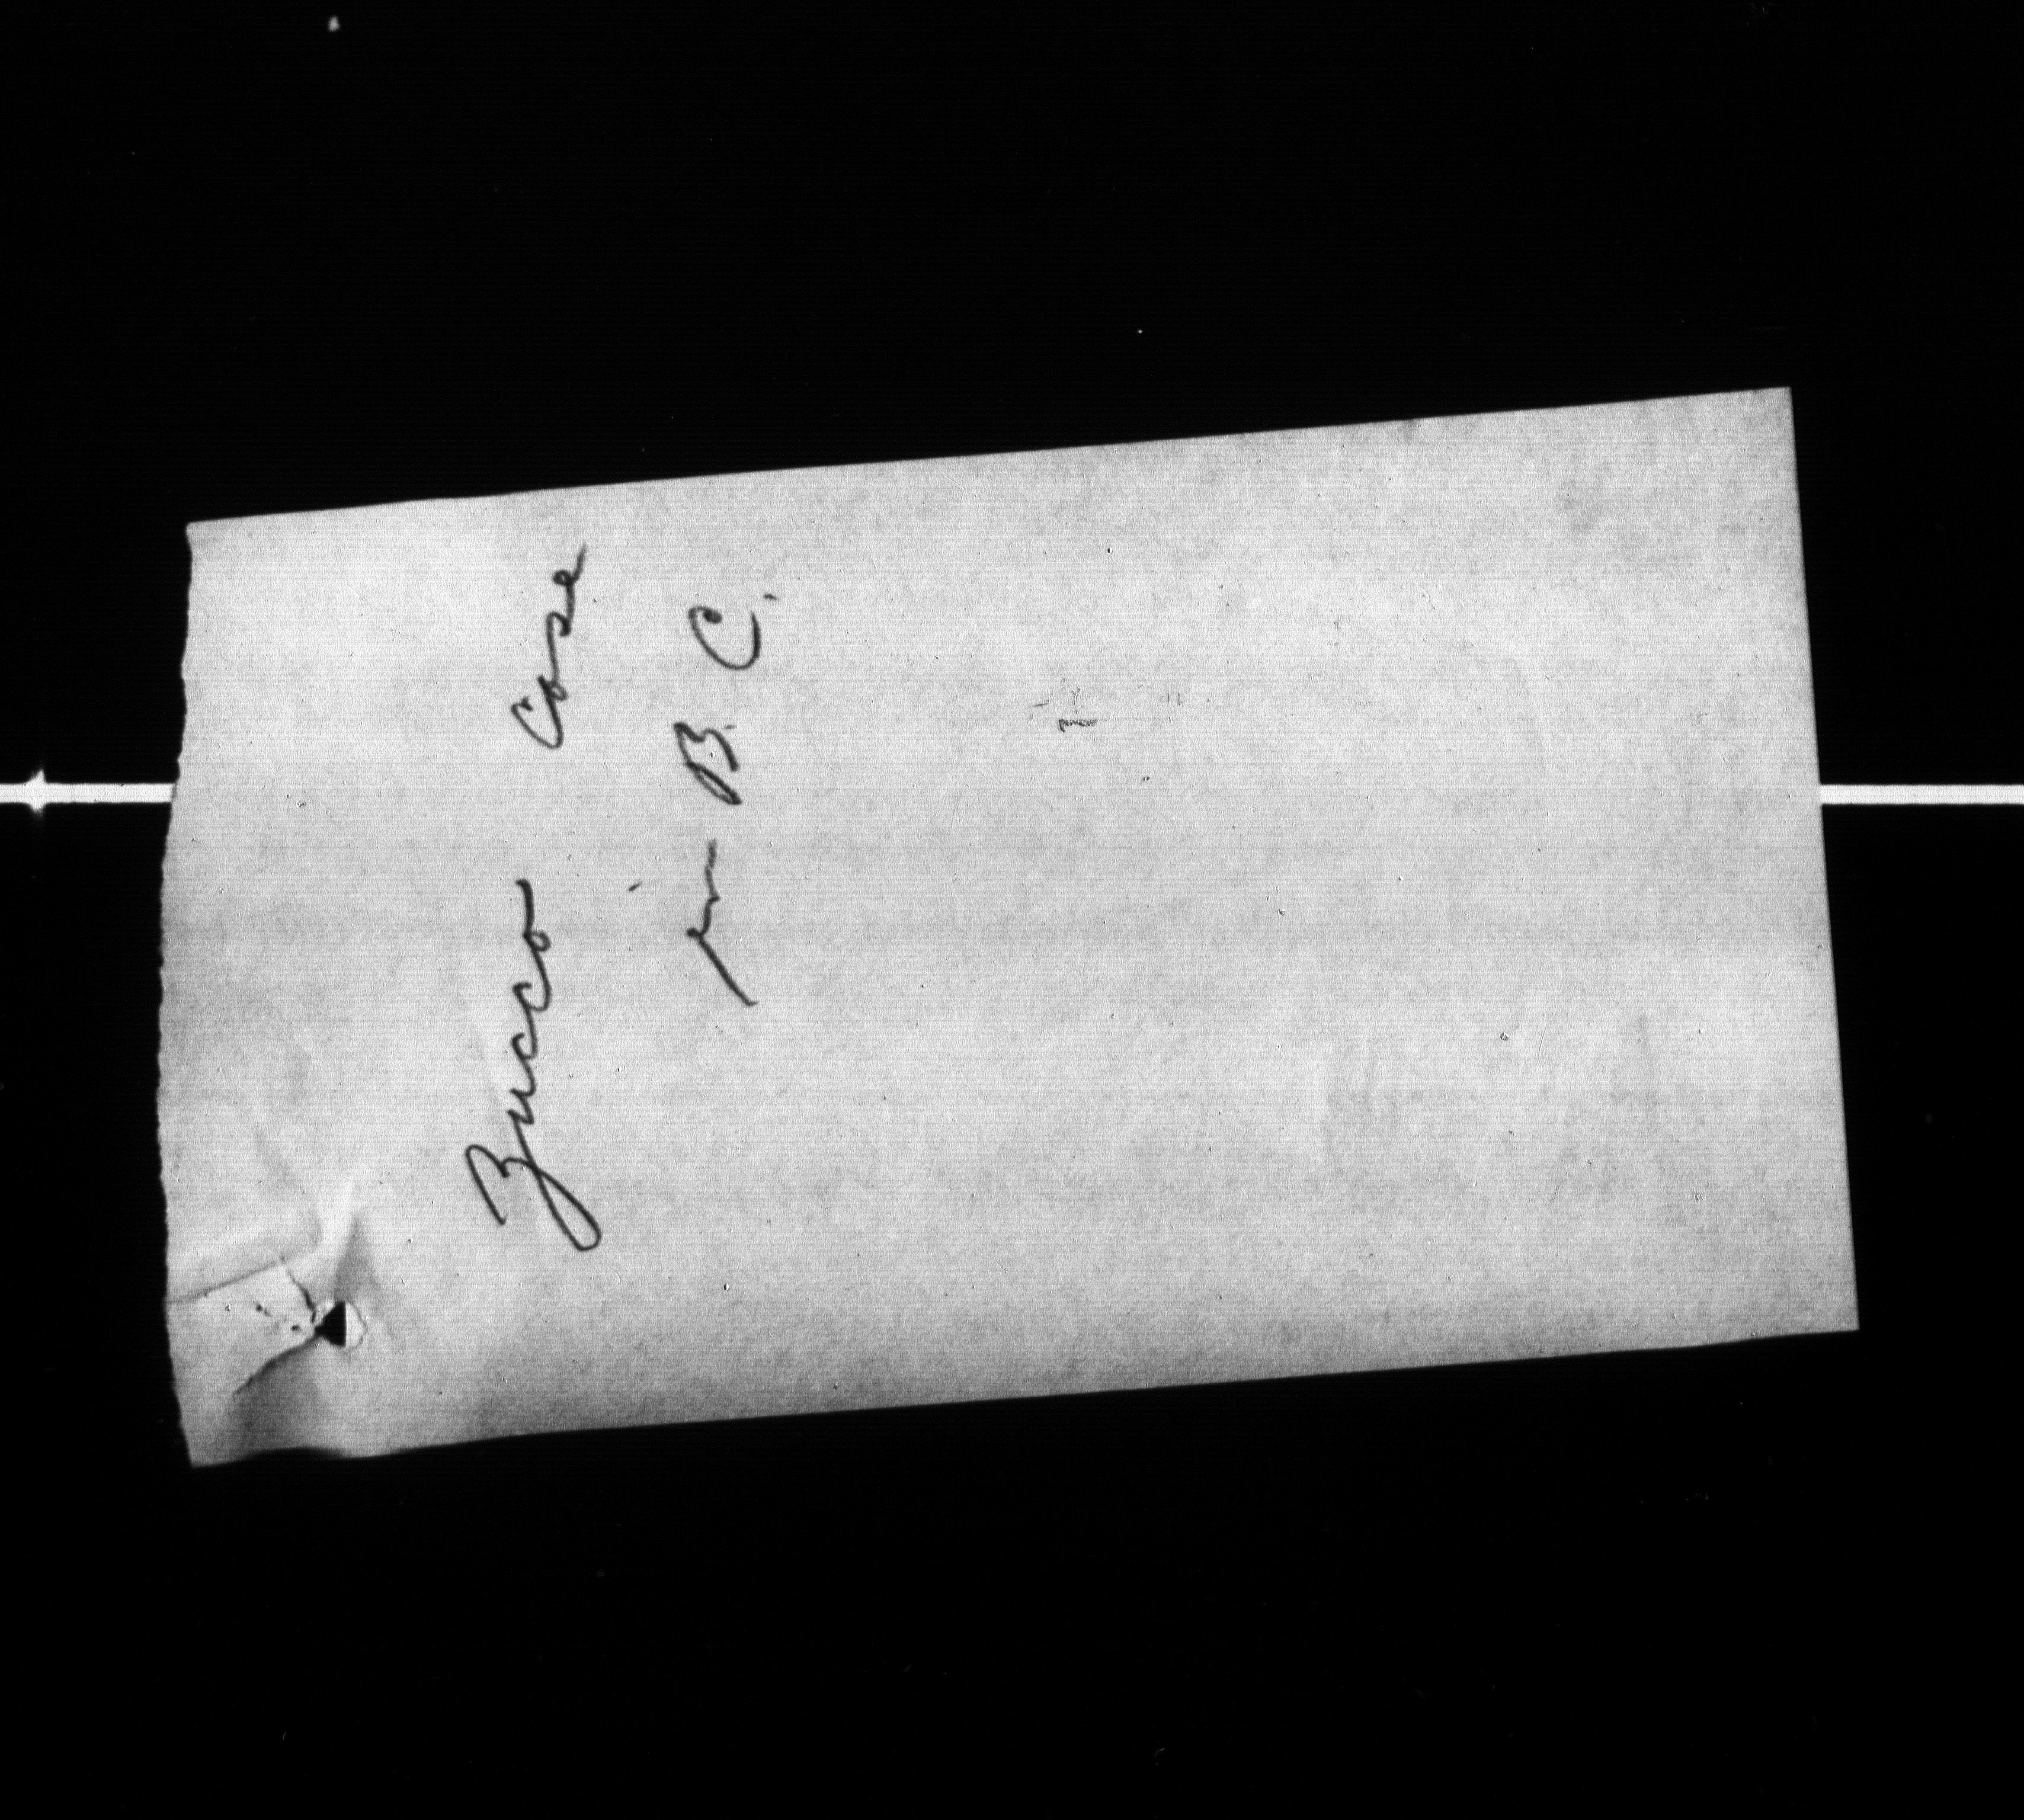 Zucco Case
in B. C.